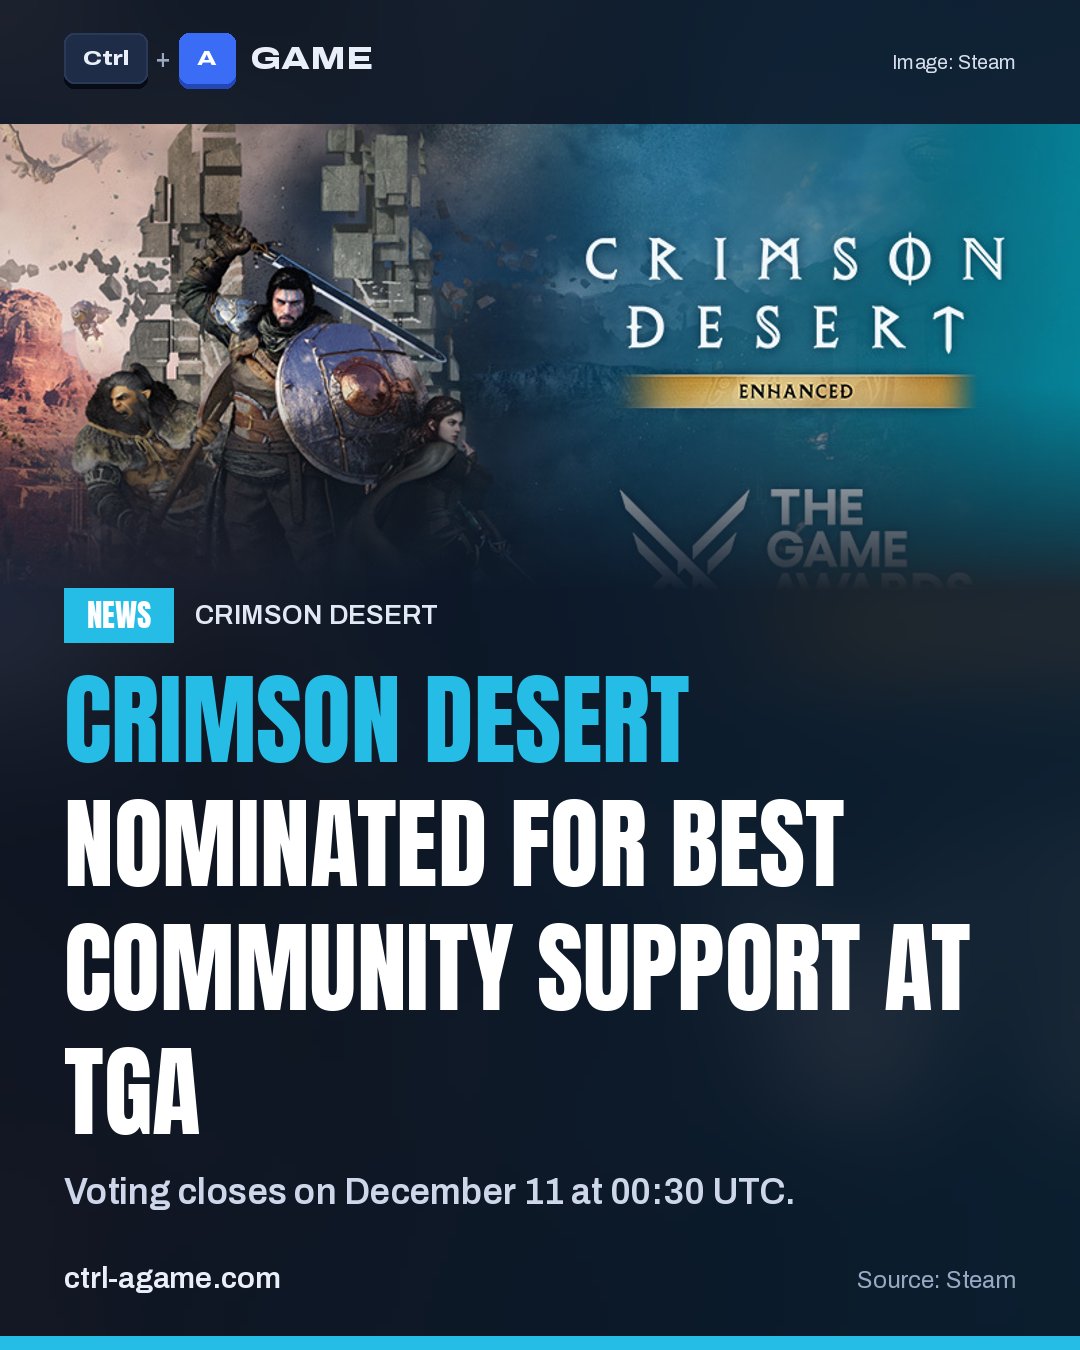 Ctrl + A GAME
Image: Steam
CRIMSON
DESERT
ENHANCED
THE
GAME
AWARDS
NEWS CRIMSON DESERT
CRIMSON DESERT
NOMINATED FOR BEST
COMMUNITY SUPPORT AT
TGA
Voting closes on December 11 at 00:30 UTC.
ctrl-agame.com
Source: Steam